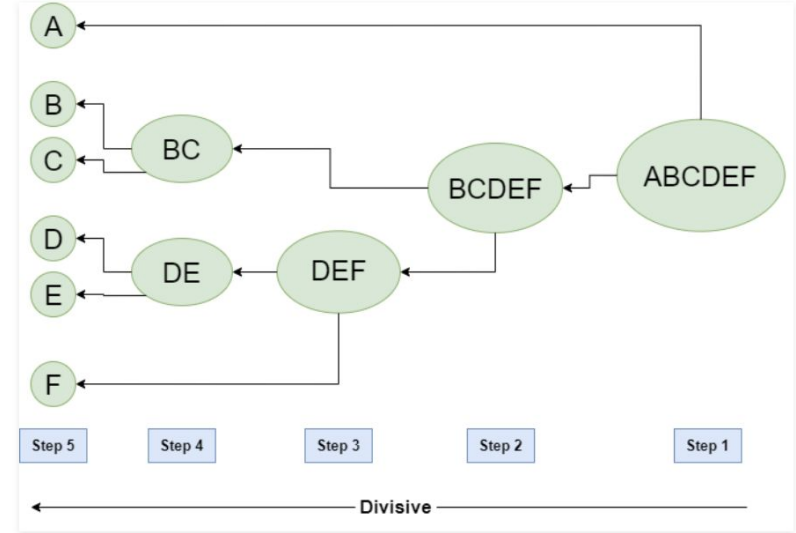 A
B
C
BC
BCDEF
ABCDEF
D
E
DE
DEF
F
Step 5
Step 4
Step 3
Step 2
Step 1
Divisive